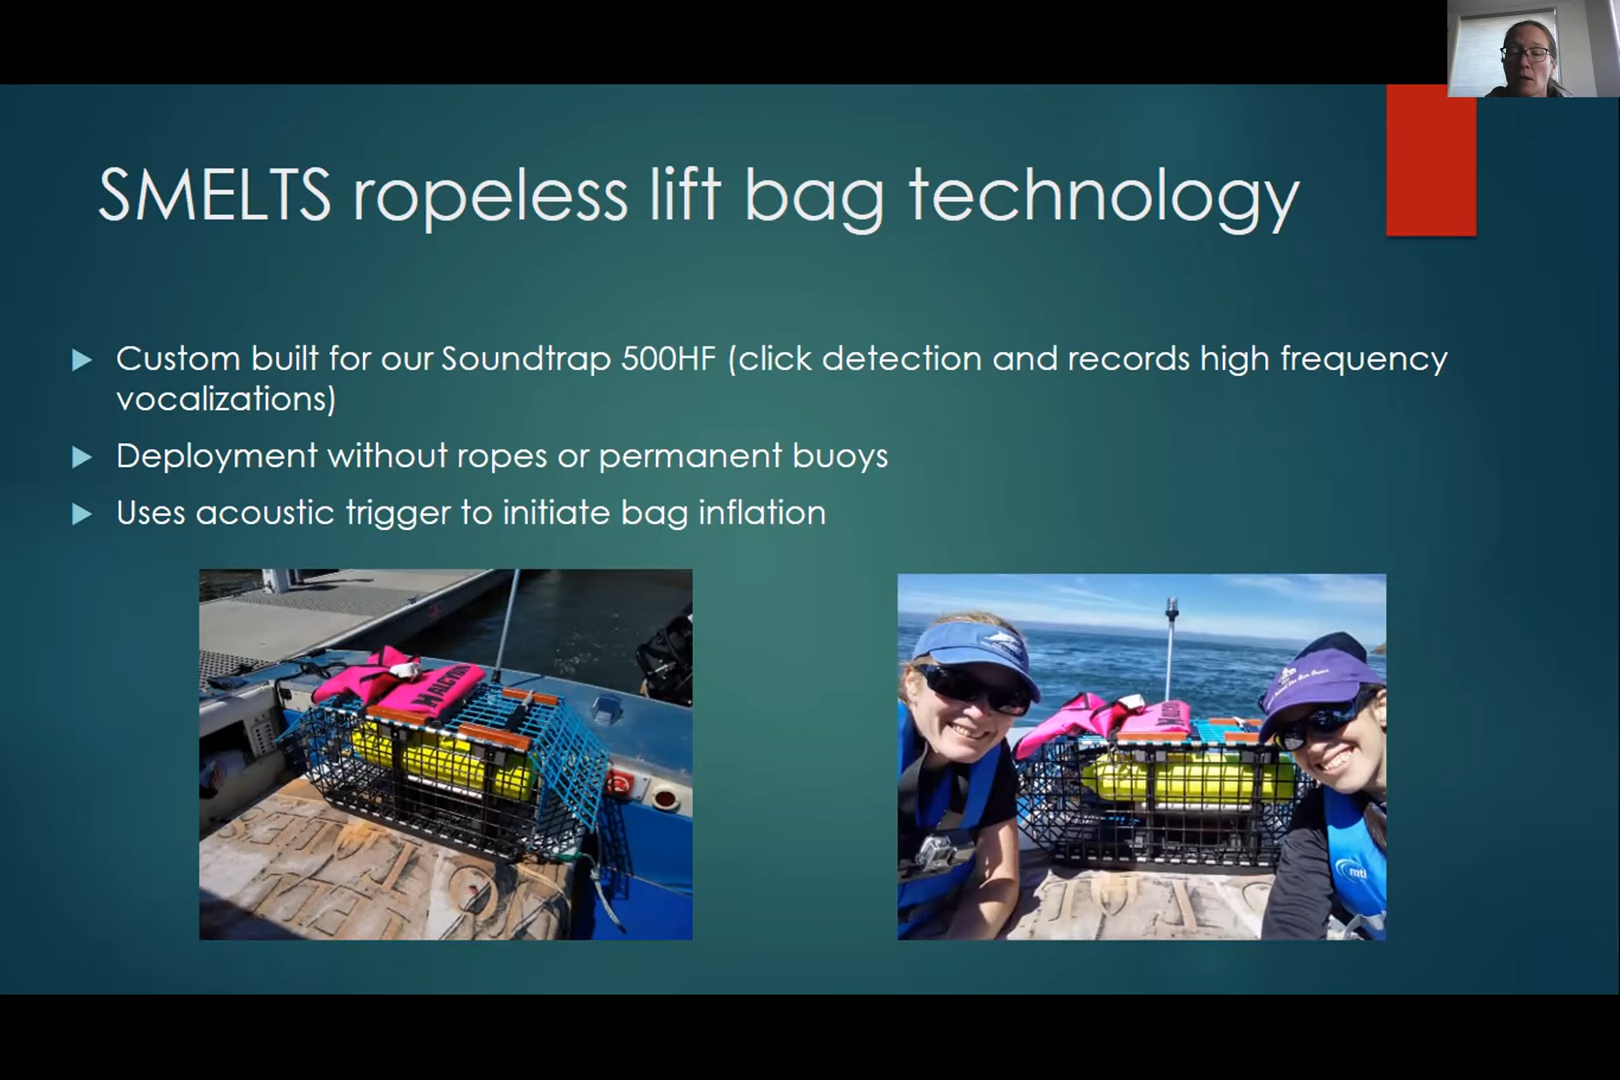 SMELTS ropeless lift bag technology
Custom built for our Soundtrap 500HF (click detection and records high frequency
vocalizations)
Deployment without ropes or permanent buoys
Uses acoustic trigger to initiate bag inflation
mti